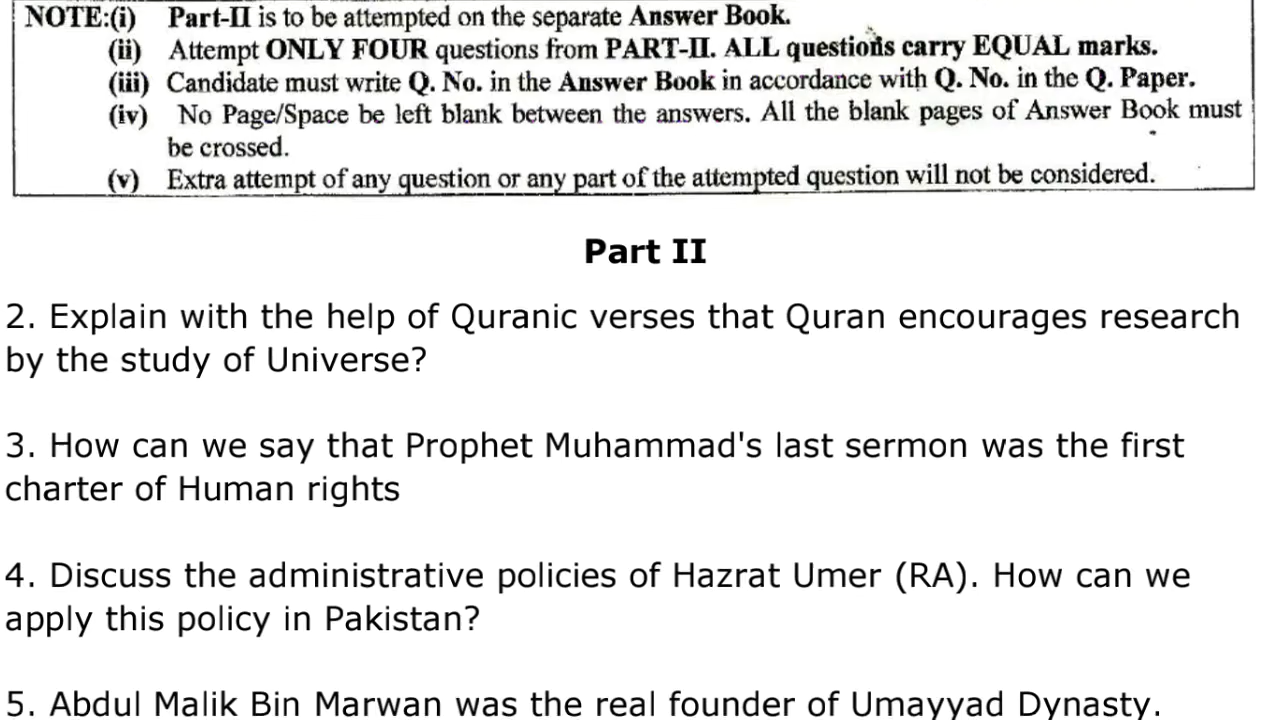 NOTE:(i) Part-II is to be attempted on the separate Answer Book.
(ii) Attempt ONLY FOUR questions from PART-II. ALL questions carry EQUAL marks.
(iii) Candidate must write Q. No. in the Answer Book in accordance with Q. No. in the Q. Paper.
(iv) No Page/Space be left blank between the answers. All the blank pages of Answer Book must
be crossed.
(v) Extra attempt of any question or any part of the attempted question will not be considered.
Part II
2. Explain with the help of Quranic verses that Quran encourages research
by the study of Universe?
3. How can we say that Prophet Muhammad's last sermon was the first
charter of Human rights
4. Discuss the administrative policies of Hazrat Umer (RA). How can we
apply this policy in Pakistan?
5. Abdul Malik Bin Marwan was the real founder of Umayyad Dynasty.